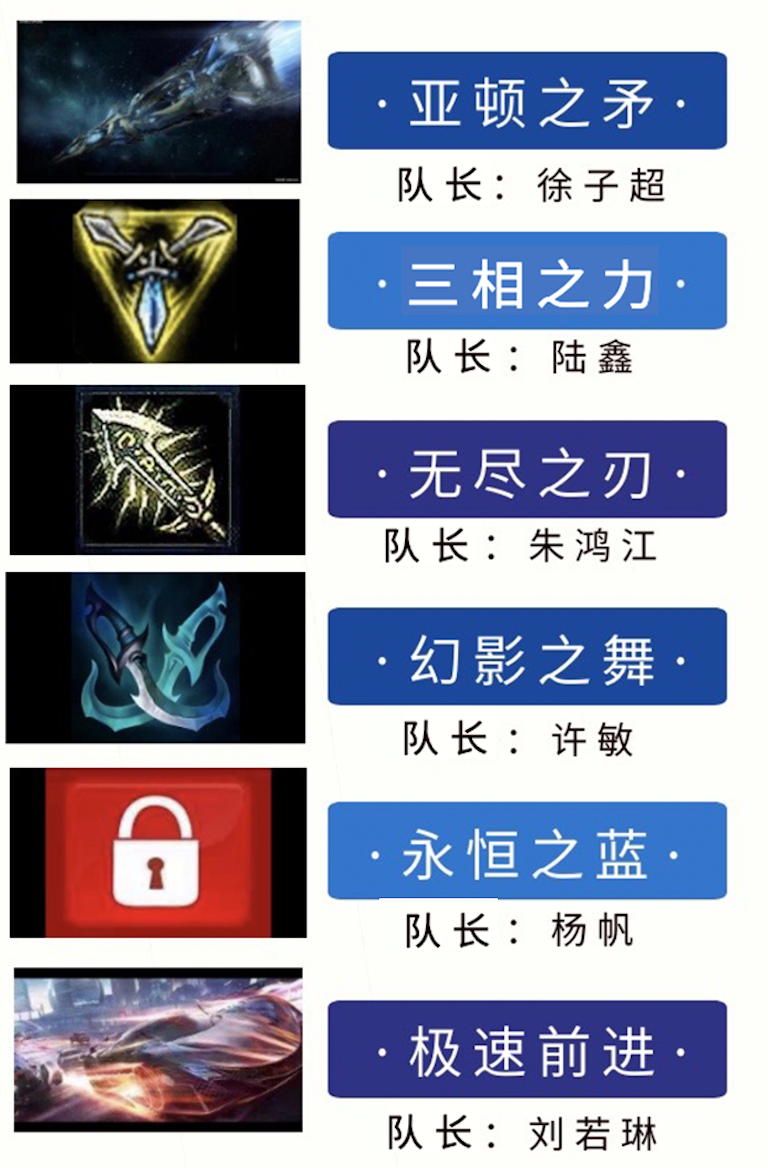 ·亚顿之矛·
队长：徐子超
·三相之力·
队长：陆鑫
·无尽之刃·
队长：朱鸿江
·幻影之舞·
队长：许敏
·永恒之蓝·
队长：杨帆
·极速前进·
队长：刘若琳